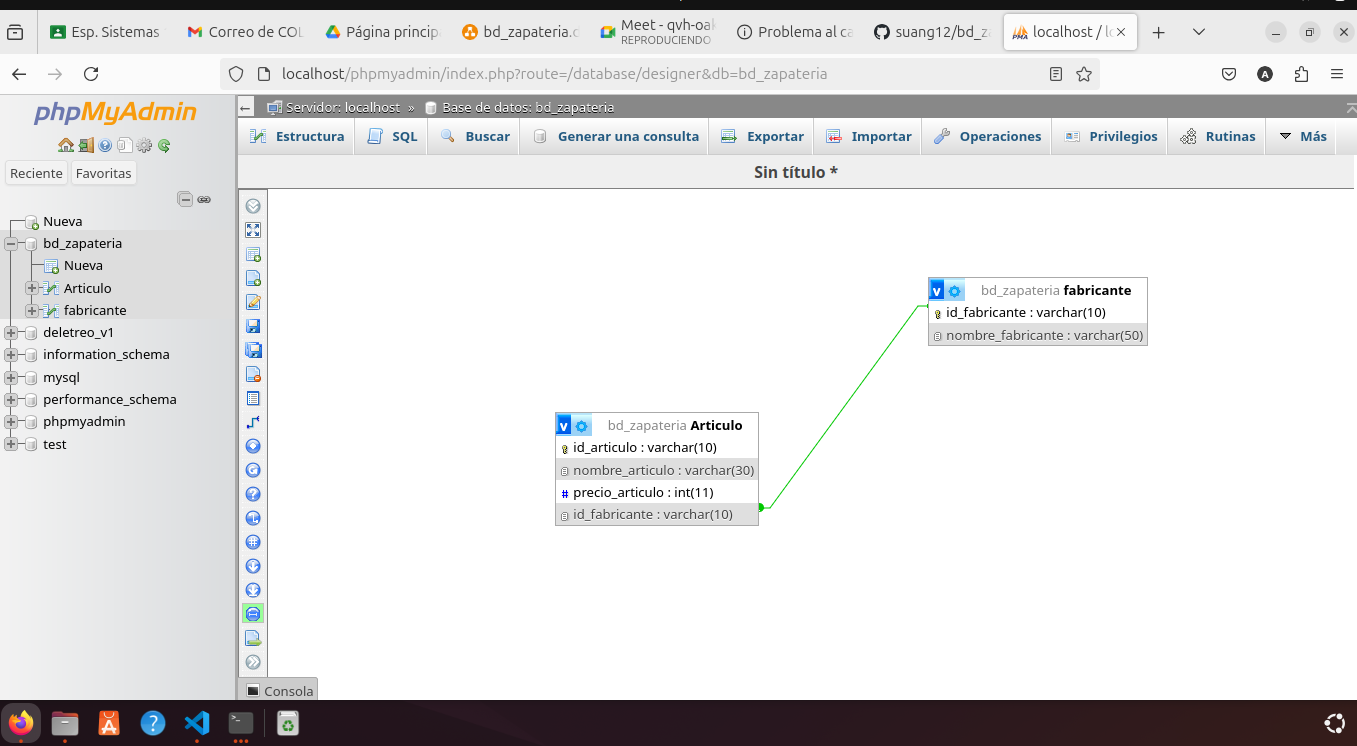 Esp. Sistemas
Correo de COL
Página princip
bd_zapateria.d
Meet - qvh-oak
REPRODUCIENDO
Problema al ca
suang12/bd_za
PMA
localhost / lo
localhost/phpmyadmin/index.php?route=/database/designer&db=bd_zapateria
A
phpMyAdmin
Servidor: localhost » Base de datos: bd_zapateria
Estructura
SQL
Buscar
Generar una consulta
Exportar
Importar
Operaciones
Privilegios
Rutinas
Más
Reciente
Favoritas
Sin título *
Nueva
bd_zapateria
Nueva
Articulo
fabricante
deletreo_v1
information_schema
mysql
performance_schema
phpmyadmin
test
v bd_zapateria fabricante
id_fabricante : varchar(10)
nombre_fabricante : varchar(50)
v bd_zapateria Articulo
id_articulo : varchar(10)
nombre_articulo : varchar(30)
# precio_articulo : int(11)
id_fabricante : varchar(10)
Consola